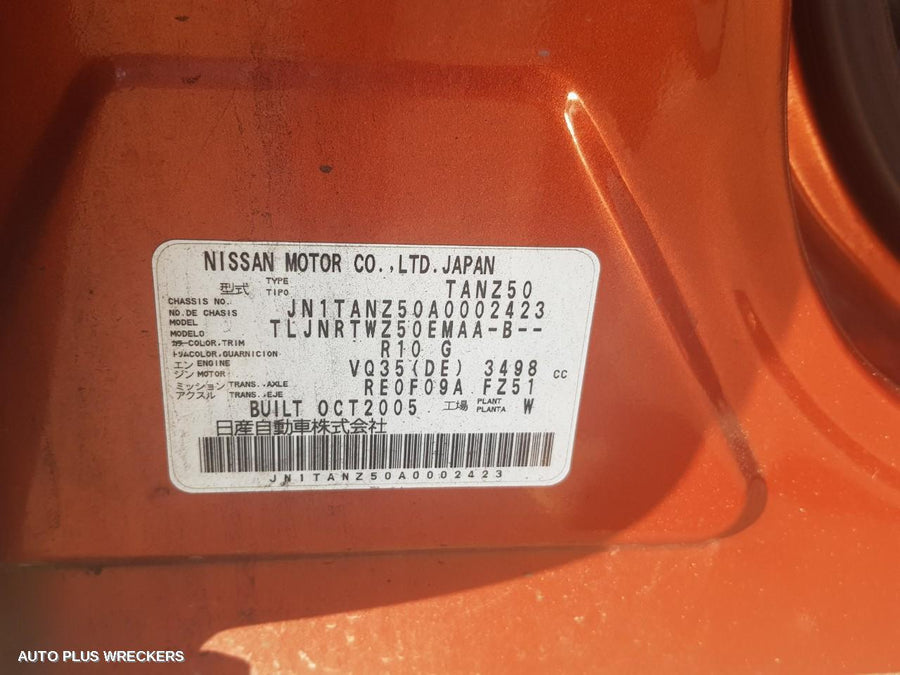 NISSAN MOTOR CO.,LTD.JAPAN
型式 TYPE TIPO TANZ50
CHASSIS NO. NO.DE CHASIS JN1TANZ50A0002423
MODEL MODELO TLJNRTWZ50EMAA-B--
カラー COLOR,TRIM トリム COLOR,GUARNICION R10 G
エンジン ENGINE MOTOR VQ35(DE) 3498 CC
ミッション TRANS.,AXLE アクスル TRANS.,EJE RE0F09A FZ51
BUILT OCT2005 工場 PLANT PLANTA W
日産自動車株式会社
JN1TANZ50A0002423
AUTO PLUS WRECKERS